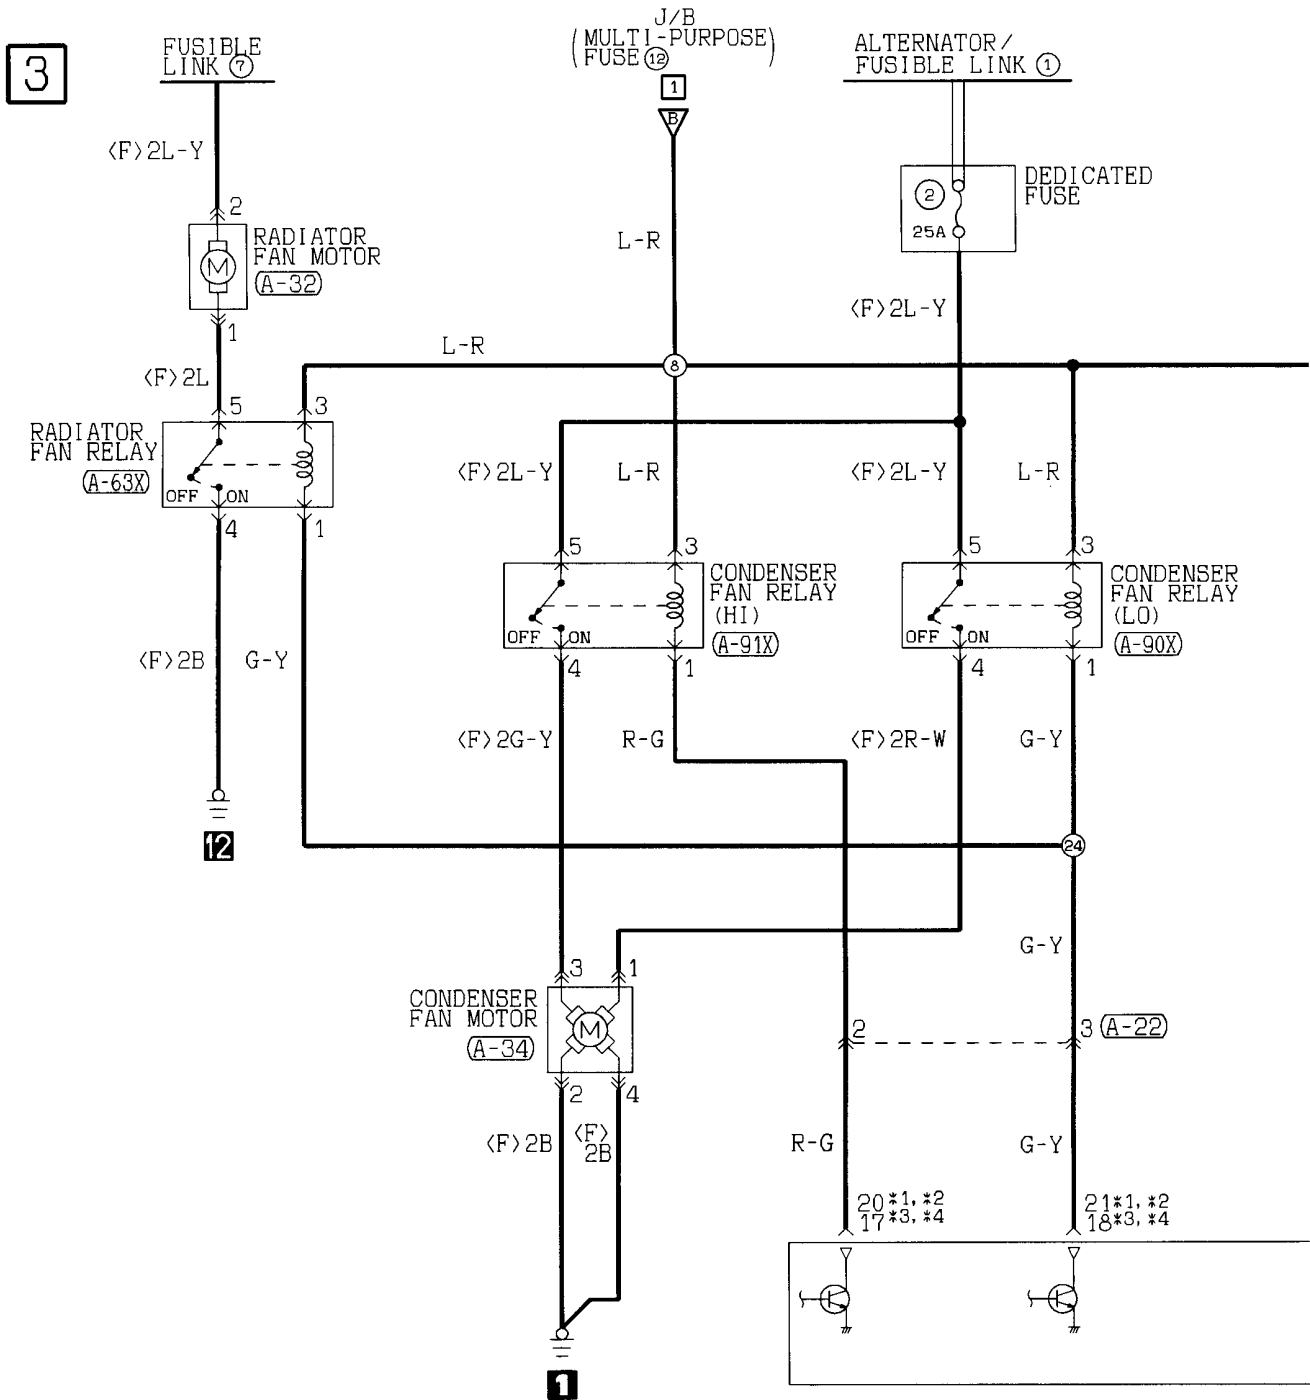 3
FUSIBLE
LINK ⑦
J/B
(MULTI-PURPOSE)
FUSE ⑫
1
B
ALTERNATOR/
FUSIBLE LINK ①
<F>2L-Y
DEDICATED
FUSE
②
25A
2
RADIATOR
FAN MOTOR
A-32
M
1
L-R
<F>2L-Y
L-R
8
<F>2L
5
3
RADIATOR
FAN RELAY
A-63X
OFF
ON
4
1
<F>2L-Y
L-R
<F>2L-Y
L-R
5
3
5
3
CONDENSER
FAN RELAY
(HI)
A-91X
OFF
ON
4
1
CONDENSER
FAN RELAY
(LO)
A-90X
OFF
ON
4
1
<F>2B
G-Y
<F>2G-Y
R-G
<F>2R-W
G-Y
12
24
G-Y
3
1
CONDENSER
FAN MOTOR
A-34
M
2
4
2
3
A-22
<F>2B
<F>
2B
R-G
G-Y
20*1,*2
17*3,*4
21*1,*2
18*3,*4
1